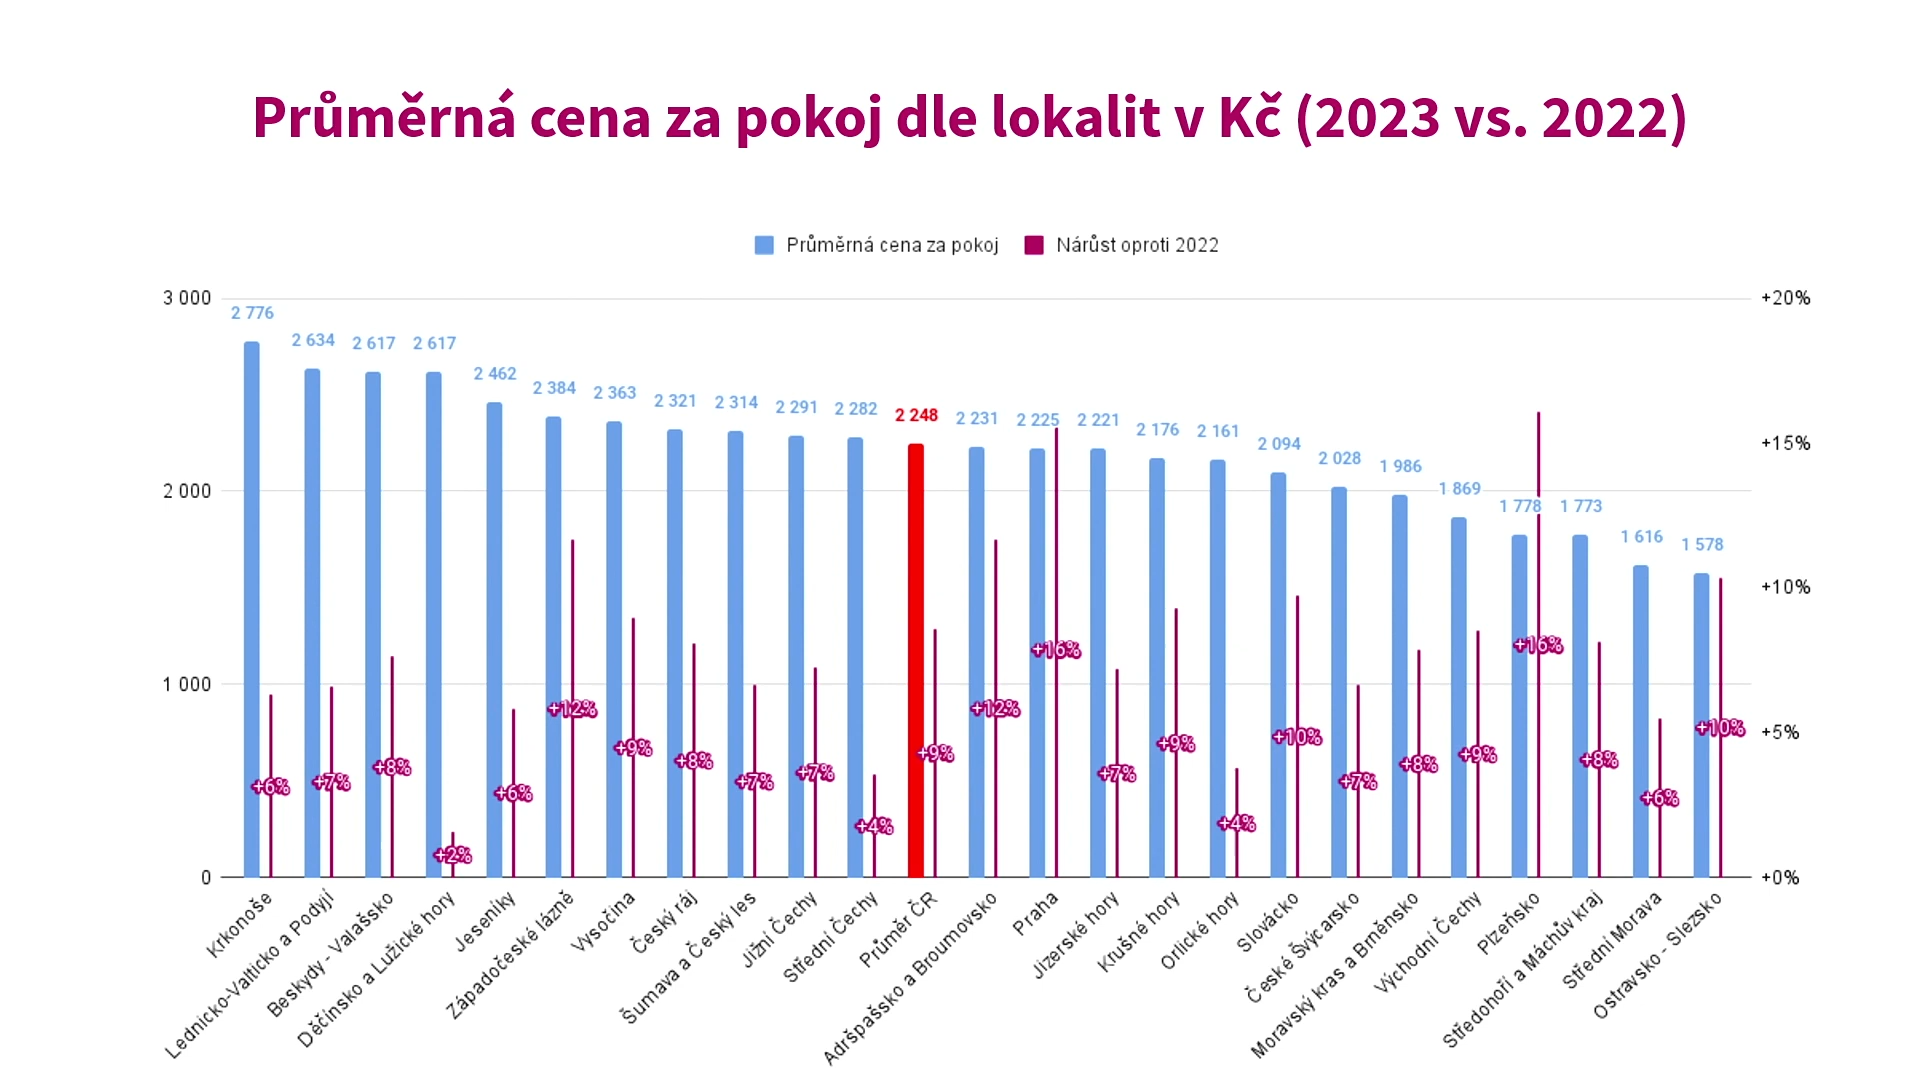 Průměrná cena za pokoj dle lokalit v Kč (2023 vs. 2022)
Průměrná cena za pokoj
Nárůst oproti 2022
3 000
2 000
1 000
0
+20%
+15%
+10%
+5%
+0%
2 776
2 634
2 617
2 617
2 462
2 384
2 363
2 321
2 314
2 291
2 282
2 248
2 231
2 225
2 221
2 176
2 161
2 094
2 028
1 986
1 869
1 778
1 773
1 616
1 578
+6%
+7%
+8%
+2%
+6%
+12%
+9%
+8%
+7%
+7%
+4%
+9%
+12%
+16%
+7%
+9%
+4%
+10%
+7%
+8%
+9%
+16%
+8%
+6%
+10%
Krkonoše
Lednicko-Valticko a Podyjí
Beskydy - Valašsko
Děčínsko a Lužické hory
Jeseníky
Západočeské lázně
Vysočina
Český ráj
Šumava a Český les
Jižní Čechy
Střední Čechy
Průměr ČR
Adršpašsko a Broumovsko
Praha
Jizerské hory
Krušné hory
Orlické hory
Slovácko
České Švýcarsko
Moravský kras a Brněnsko
Východní Čechy
Plzeňsko
Středohoří a Máchův kraj
Střední Morava
Ostravsko - Slezsko